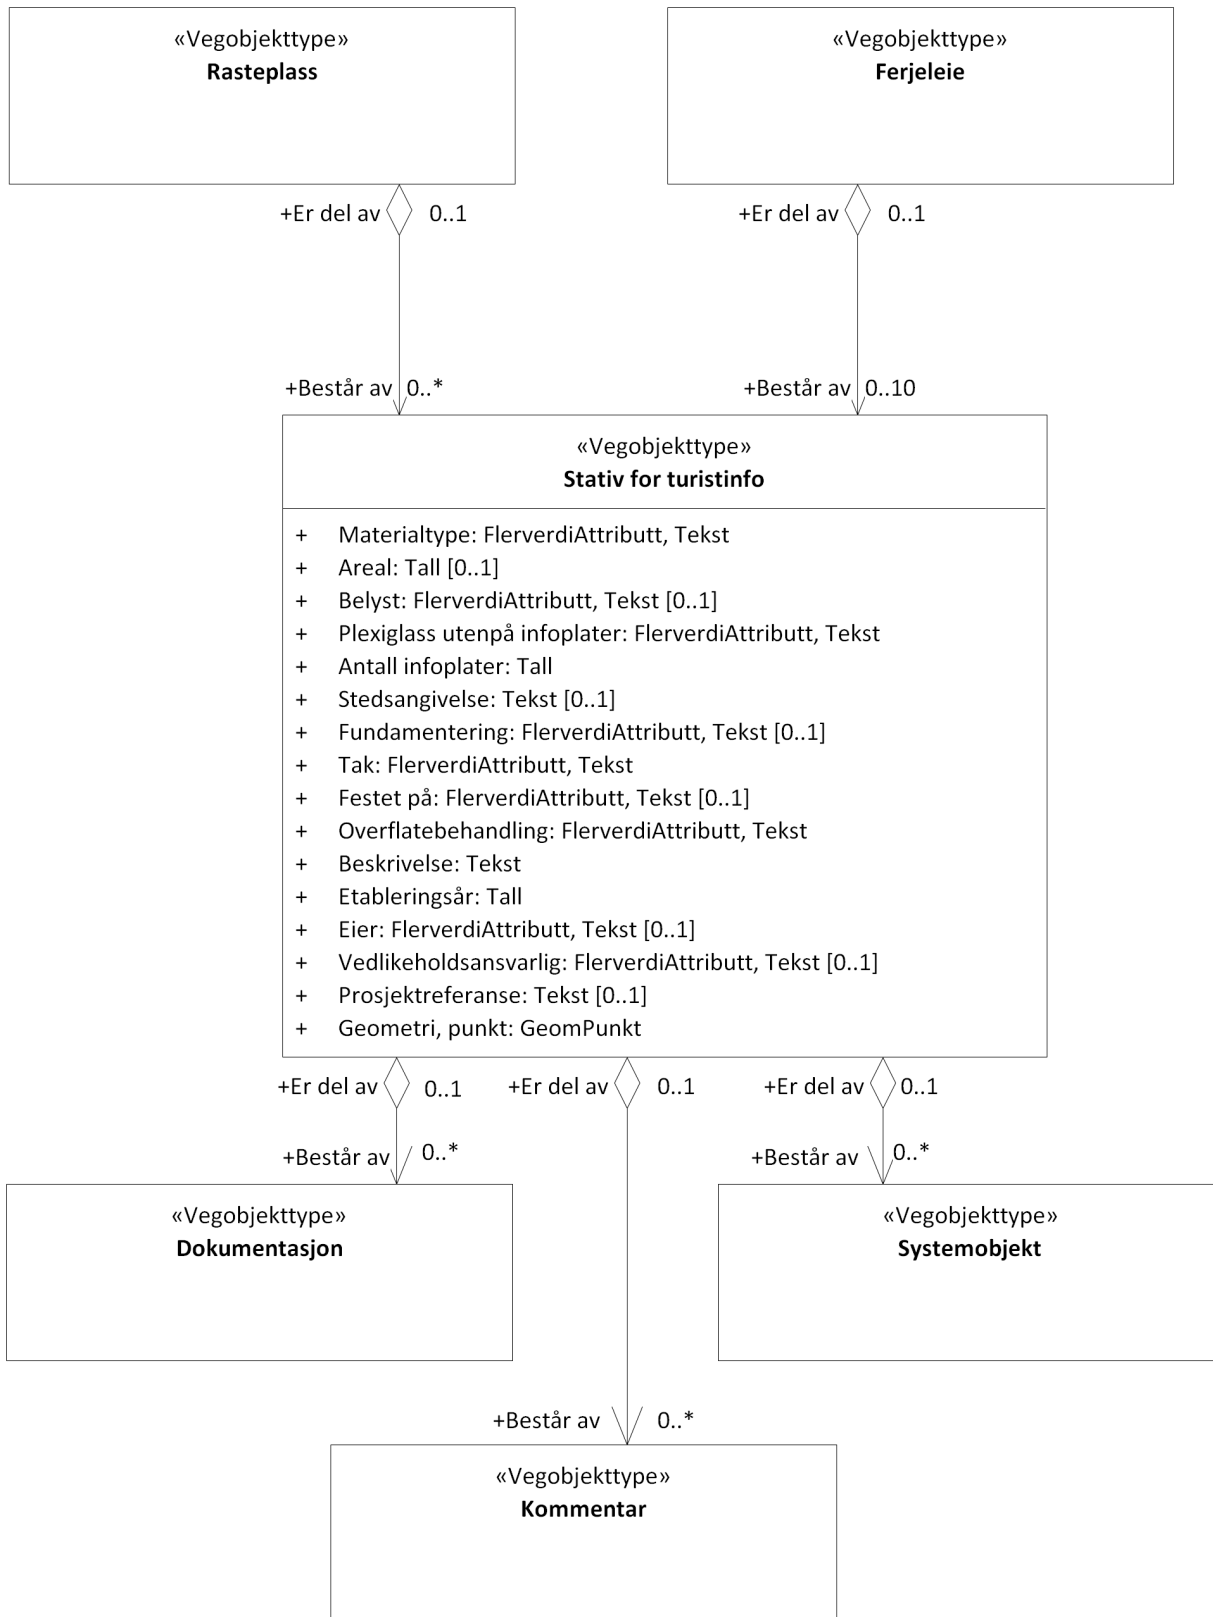 «Vegobjekttype»
Rasteplass
«Vegobjekttype»
Ferjeleie
+Er del av 0..1
+Er del av 0..1
+Består av 0..*
+Består av 0..10
«Vegobjekttype»
Stativ for turistinfo
+ Materialtype: FlerverdiAttributt, Tekst
+ Areal: Tall [0..1]
+ Belyst: FlerverdiAttributt, Tekst [0..1]
+ Plexiglass utenpå infoplater: FlerverdiAttributt, Tekst
+ Antall infoplater: Tall
+ Stedsangivelse: Tekst [0..1]
+ Fundamentering: FlerverdiAttributt, Tekst [0..1]
+ Tak: FlerverdiAttributt, Tekst
+ Festet på: FlerverdiAttributt, Tekst [0..1]
+ Overflatebehandling: FlerverdiAttributt, Tekst
+ Beskrivelse: Tekst
+ Etableringsår: Tall
+ Eier: FlerverdiAttributt, Tekst [0..1]
+ Vedlikeholdsansvarlig: FlerverdiAttributt, Tekst [0..1]
+ Prosjektreferanse: Tekst [0..1]
+ Geometri, punkt: GeomPunkt
+Er del av 0..1
+Er del av 0..1
+Er del av 0..1
+Består av 0..*
+Består av 0..*
«Vegobjekttype»
Dokumentasjon
«Vegobjekttype»
Systemobjekt
+Består av 0..*
«Vegobjekttype»
Kommentar